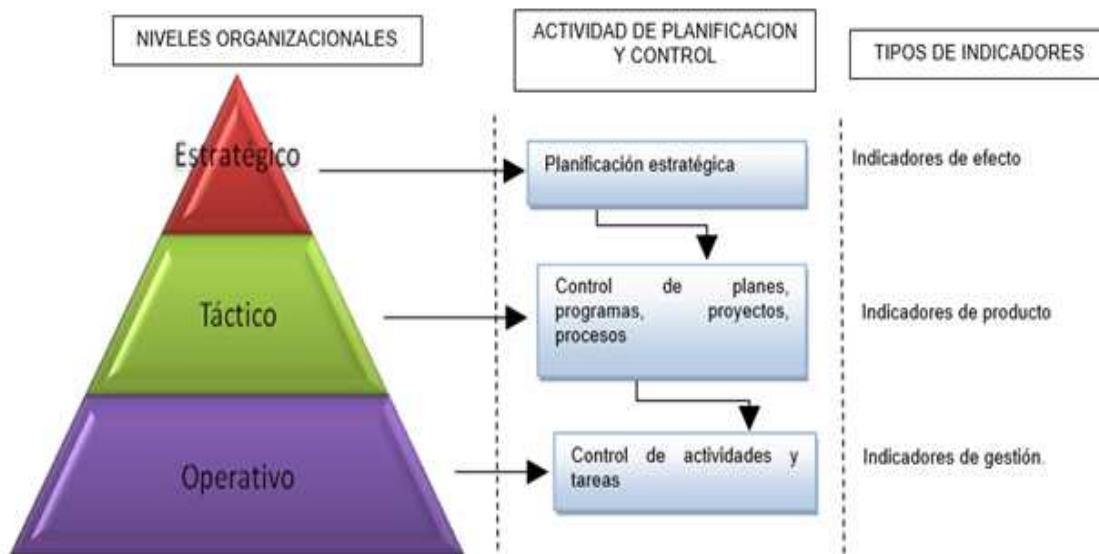 NIVELES ORGANIZACIONALES
ACTIVIDAD DE PLANIFICACION
Y CONTROL
TIPOS DE INDICADORES
Estratégico
Planificación estratégica
Indicadores de efecto
Táctico
Control de planes,
programas, proyectos,
procesos
Indicadores de producto
Operativo
Control de actividades y
tareas
Indicadores de gestión.